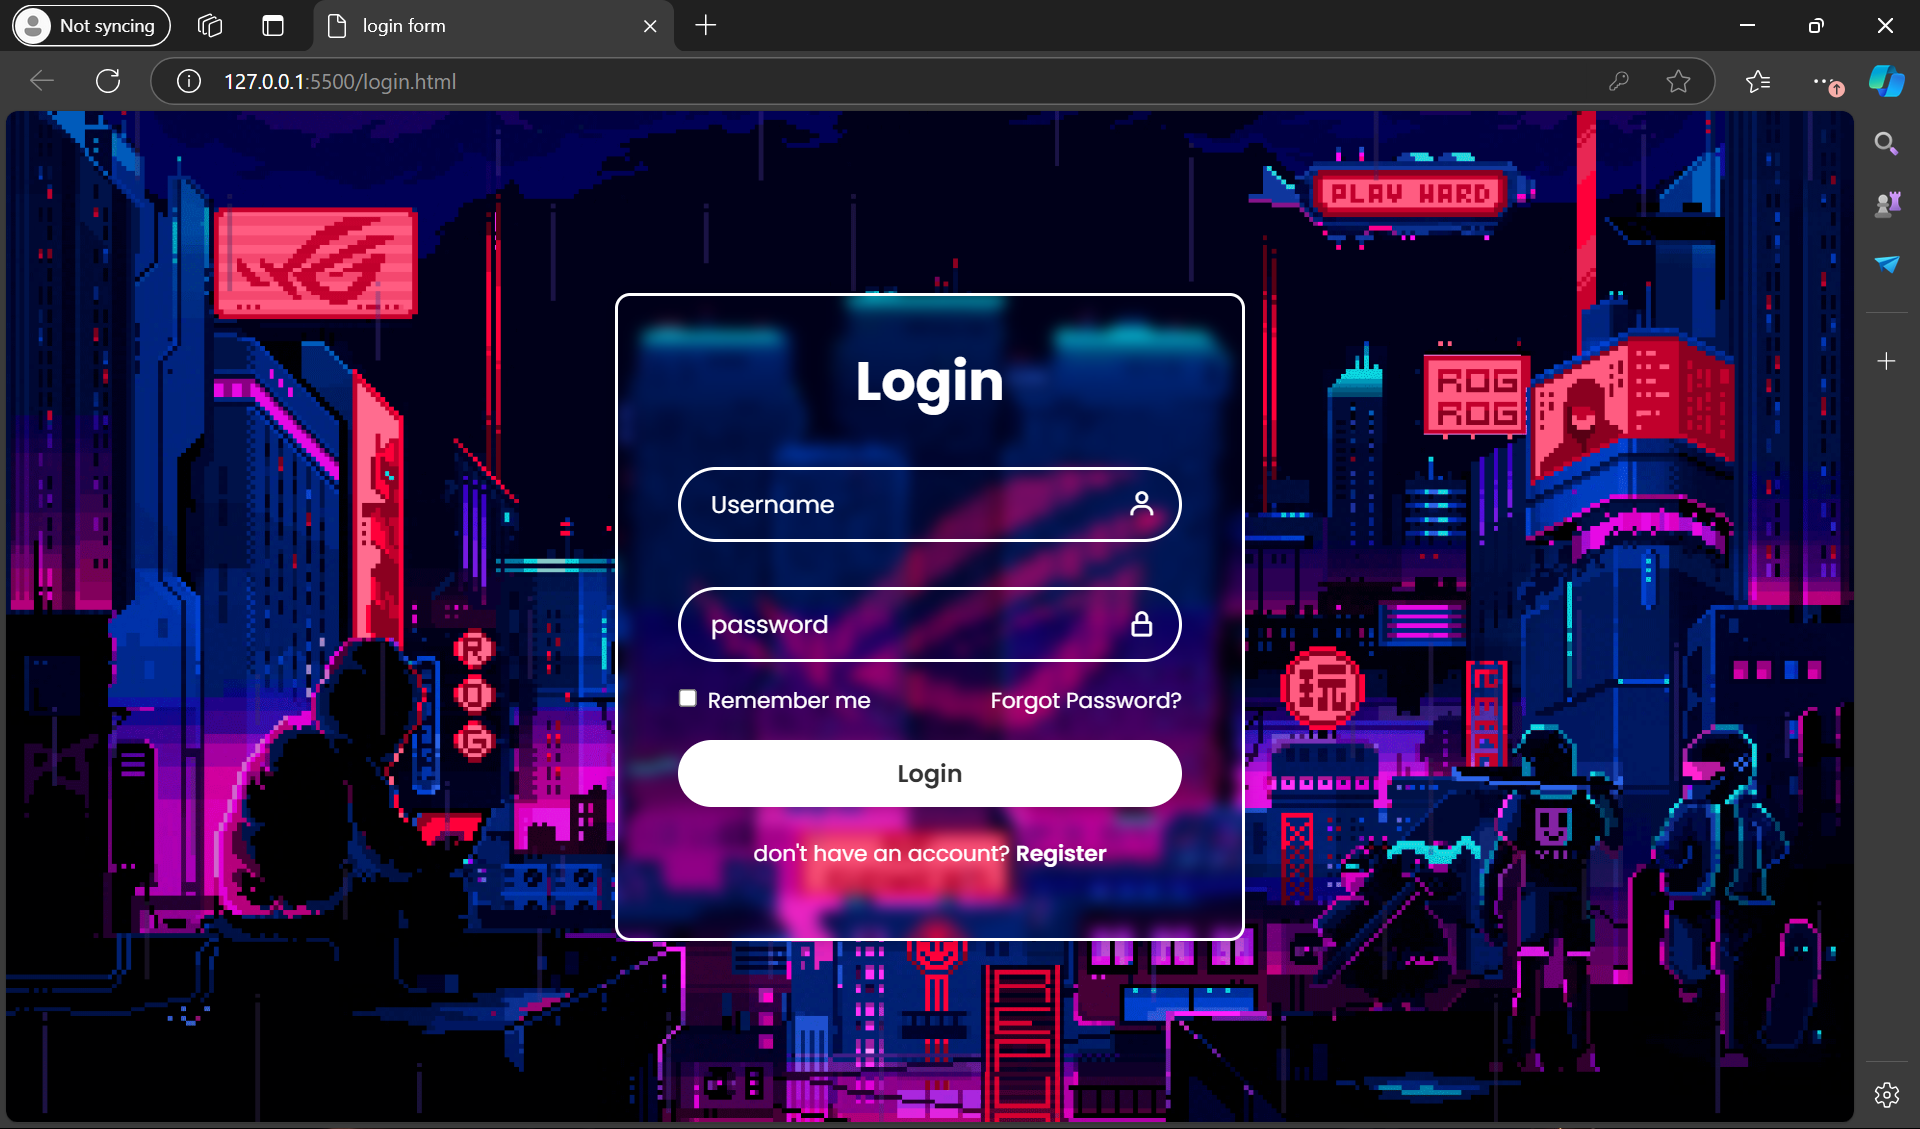 Not syncing
login form
127.0.0.1:5500/login.html
PLAY HARD
ROG
ROG
Login
Username
password
R
O
G
玩
Remember me
Forgot Password?
Login
don't have an account? Register